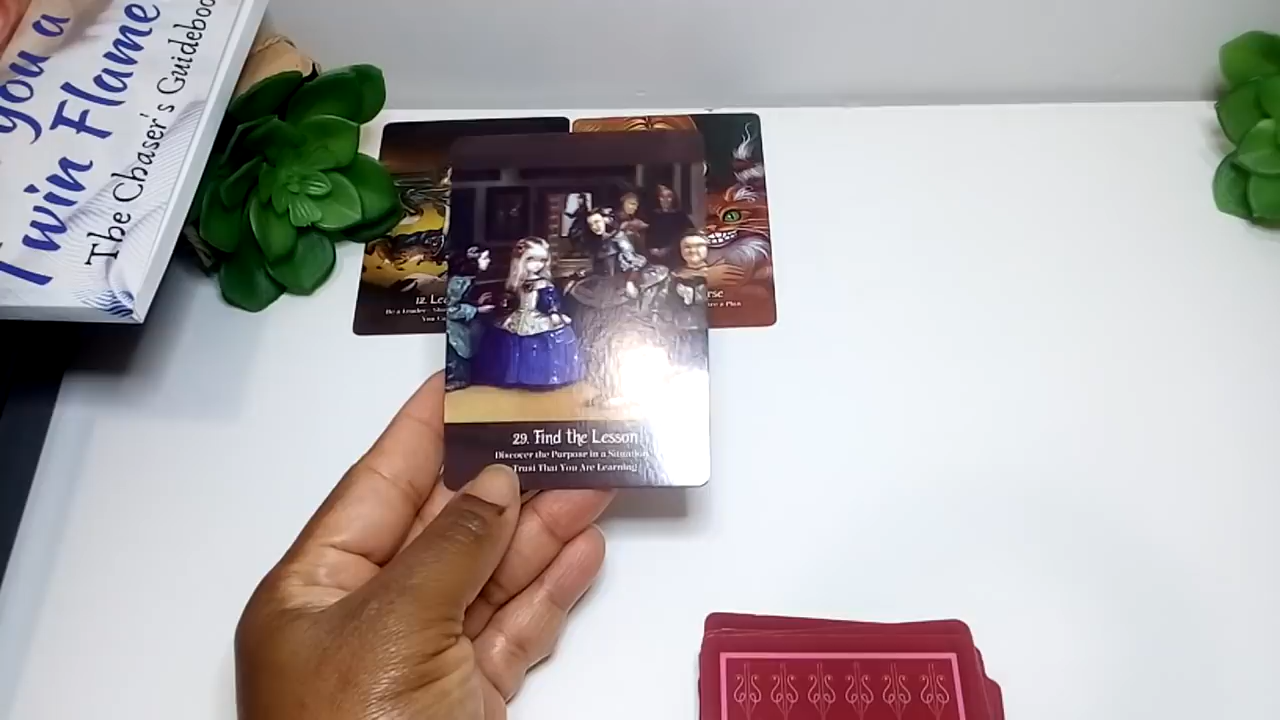 you a
Twin Flame
The Chaser's Guidebook
12. Lea
Be a Leader
You Ca
rse
a Plan
29. Find the Lesson
Discover the Purpose in a Situation
Trust That You Are Learning